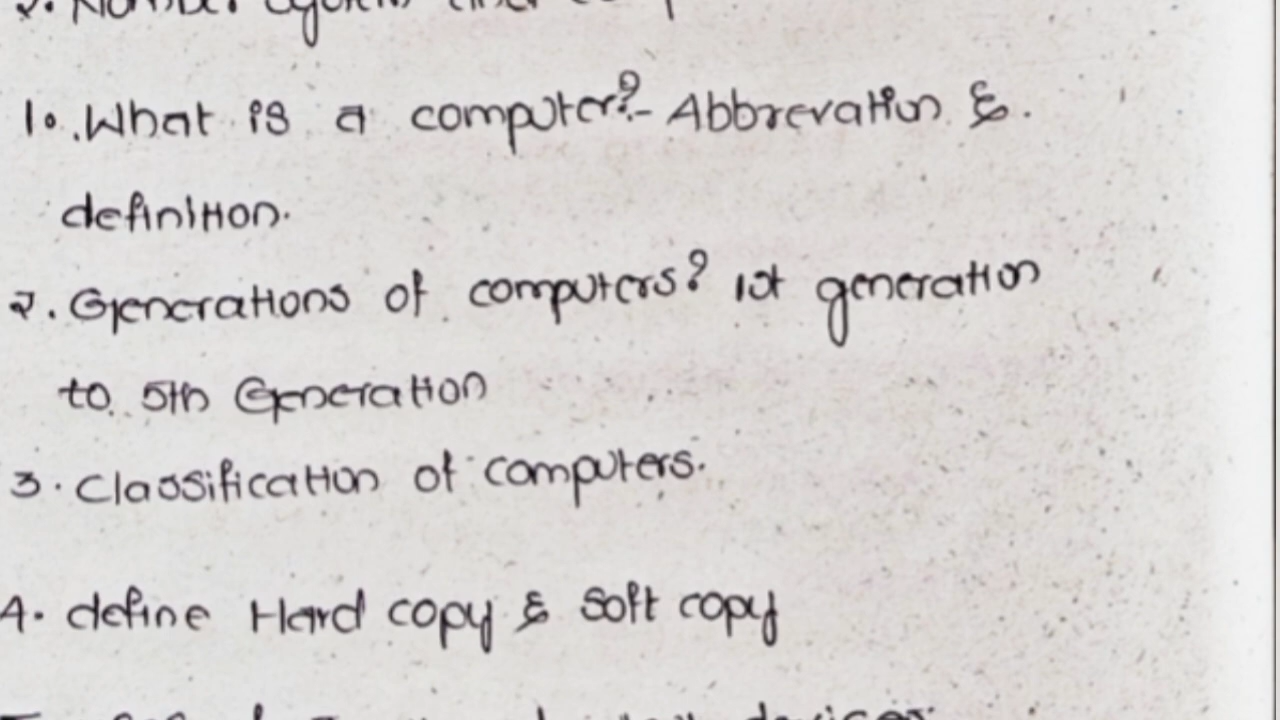 1. What is a computer? - Abbrevation &.
definition.
2. Generations of computers? 1st generation
to 5th Generation
3. Classification of computers.
4. define Hard copy & Soft copy
devices.